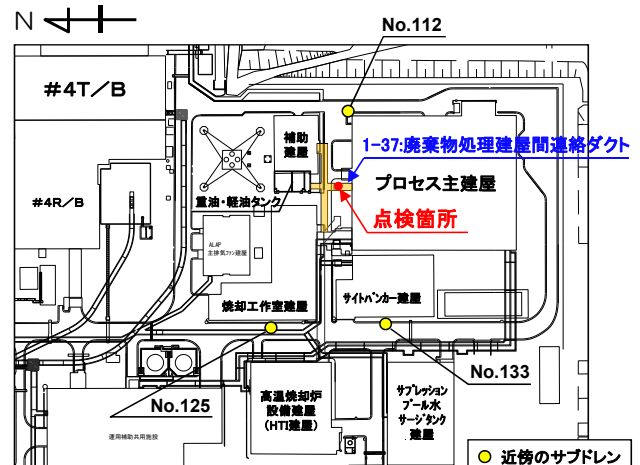 N
No.112
#4T/B
補助
建屋
1-37:廃棄物処理建屋間連絡ダクト
重油・軽油タンク
プロセス主建屋
#4R/B
点検箇所
ALAP
主排気ファン建屋
焼却工作室建屋
サイトバンカー建屋
No.133
No.125
高温焼却炉
設備建屋
(HTI建屋)
サプレッション
プール水
サージタンク
建屋
運用補助共用施設
近傍のサブドレン